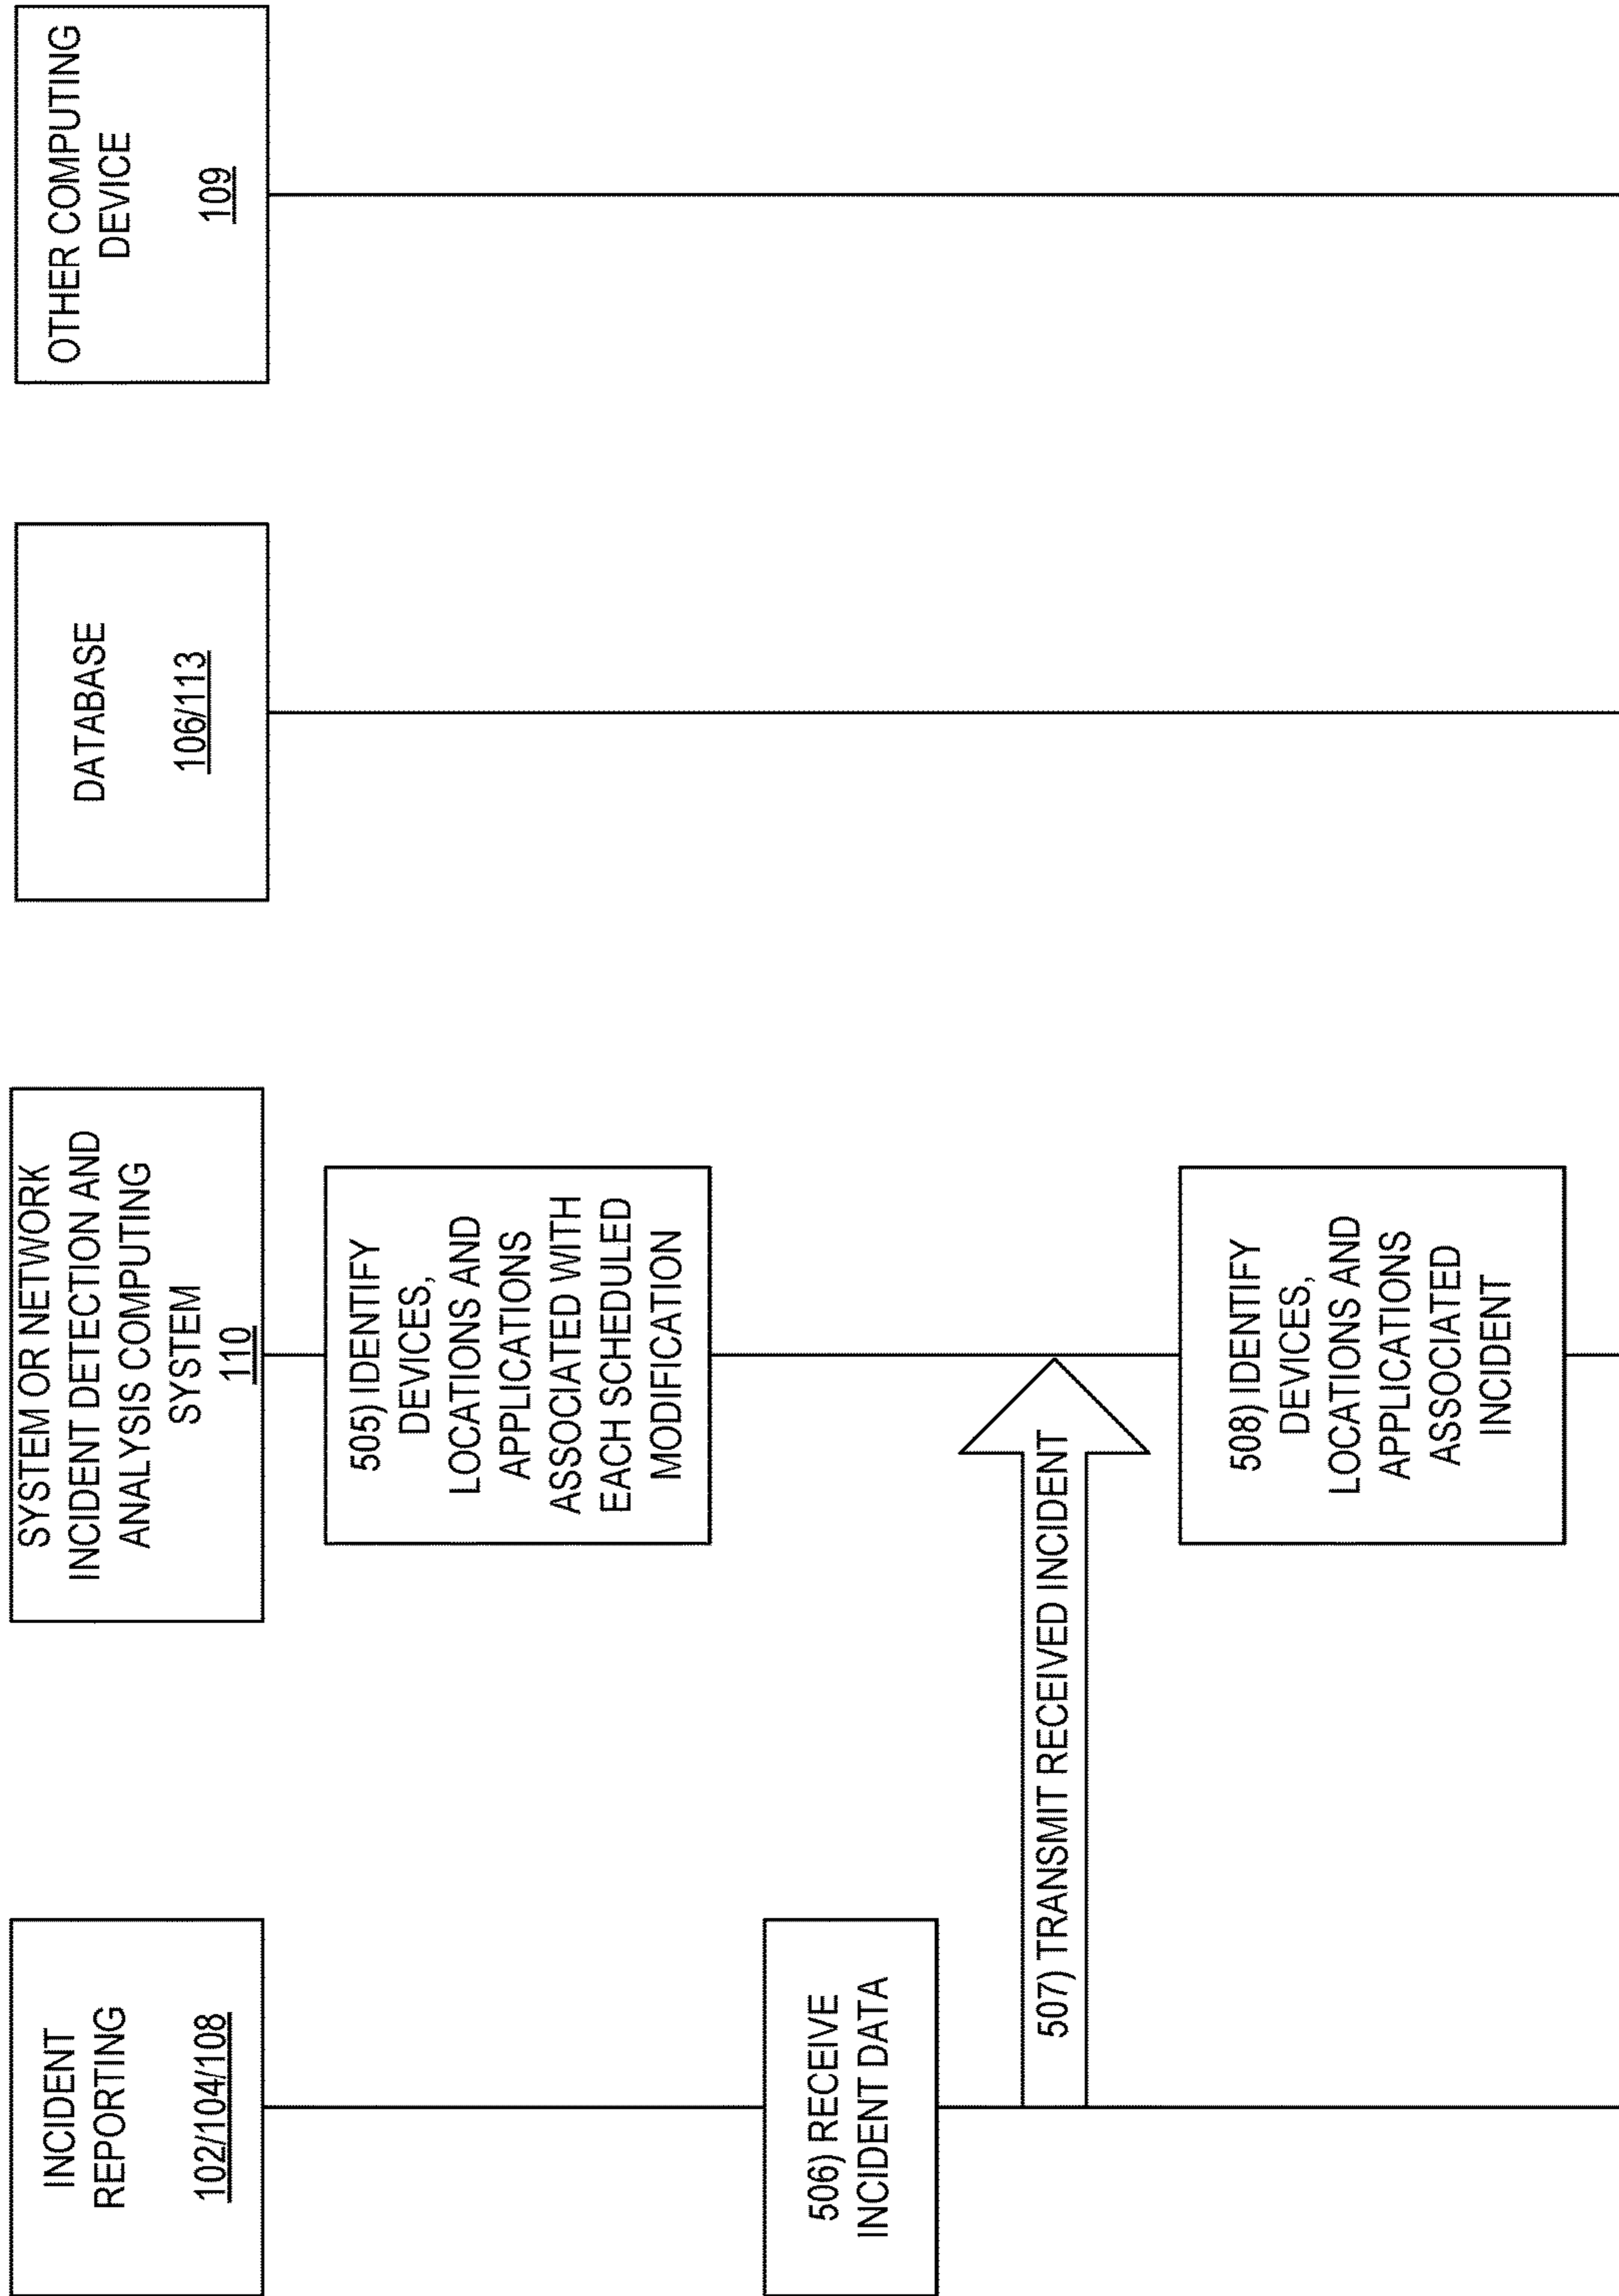 INCIDENT
REPORTING
102/104/108
SYSTEM OR NETWORK
INCIDENT DETECTION AND
ANALYSIS COMPUTING
SYSTEM
110
DATABASE
106/113
OTHER COMPUTING
DEVICE
109
505) IDENTIFY
DEVICES,
LOCATIONS AND
APPLICATIONS
ASSOCIATED WITH
EACH SCHEDULED
MODIFICATION
506) RECEIVE
INCIDENT DATA
507) TRANSMIT RECEIVED INCIDENT
508) IDENTIFY
DEVICES,
LOCATIONS AND
APPLICATIONS
ASSOCIATED
INCIDENT